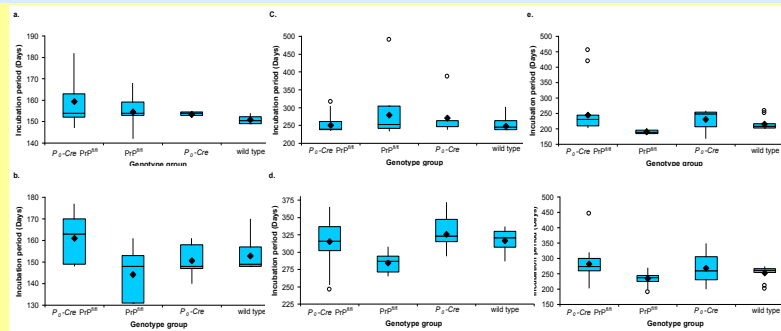 a.
Incubation period (Days)
190
180
170
160
150
140
P₀-Cre PrPfl/fl
PrPfl/fl
P₀-Cre
wild type
Genotype group
C.
Incubation period (Days)
500
450
400
350
300
250
200
P₀-Cre PrPfl/fl
PrPfl/fl
P₀-Cre
wild type
Genotype group
e.
Incubation period (Days)
500
450
400
350
300
250
200
150
P₀-Cre PrPfl/fl
PrPfl/fl
P₀-Cre
wild type
Genotype group
b.
Incubation period (Days)
180
170
160
150
140
130
P₀-Cre PrPfl/fl
PrPfl/fl
P₀-Cre
wild type
Genotype group
d.
Incubation period (Days)
375
350
325
300
275
250
225
P₀-Cre PrPfl/fl
PrPfl/fl
P₀-Cre
wild type
Genotype group
period (Days)
500
450
400
350
300
250
200
150
P₀-Cre PrPfl/fl
PrPfl/fl
P₀-Cre
wild type
Genotype group